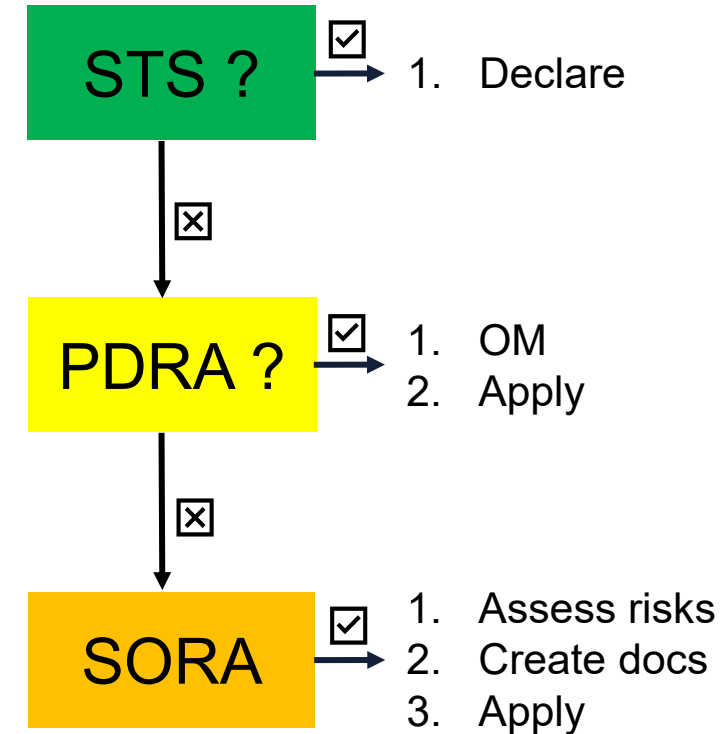 STS ?
1. Declare
PDRA ?
1. OM
2. Apply
SORA
1. Assess risks
2. Create docs
3. Apply